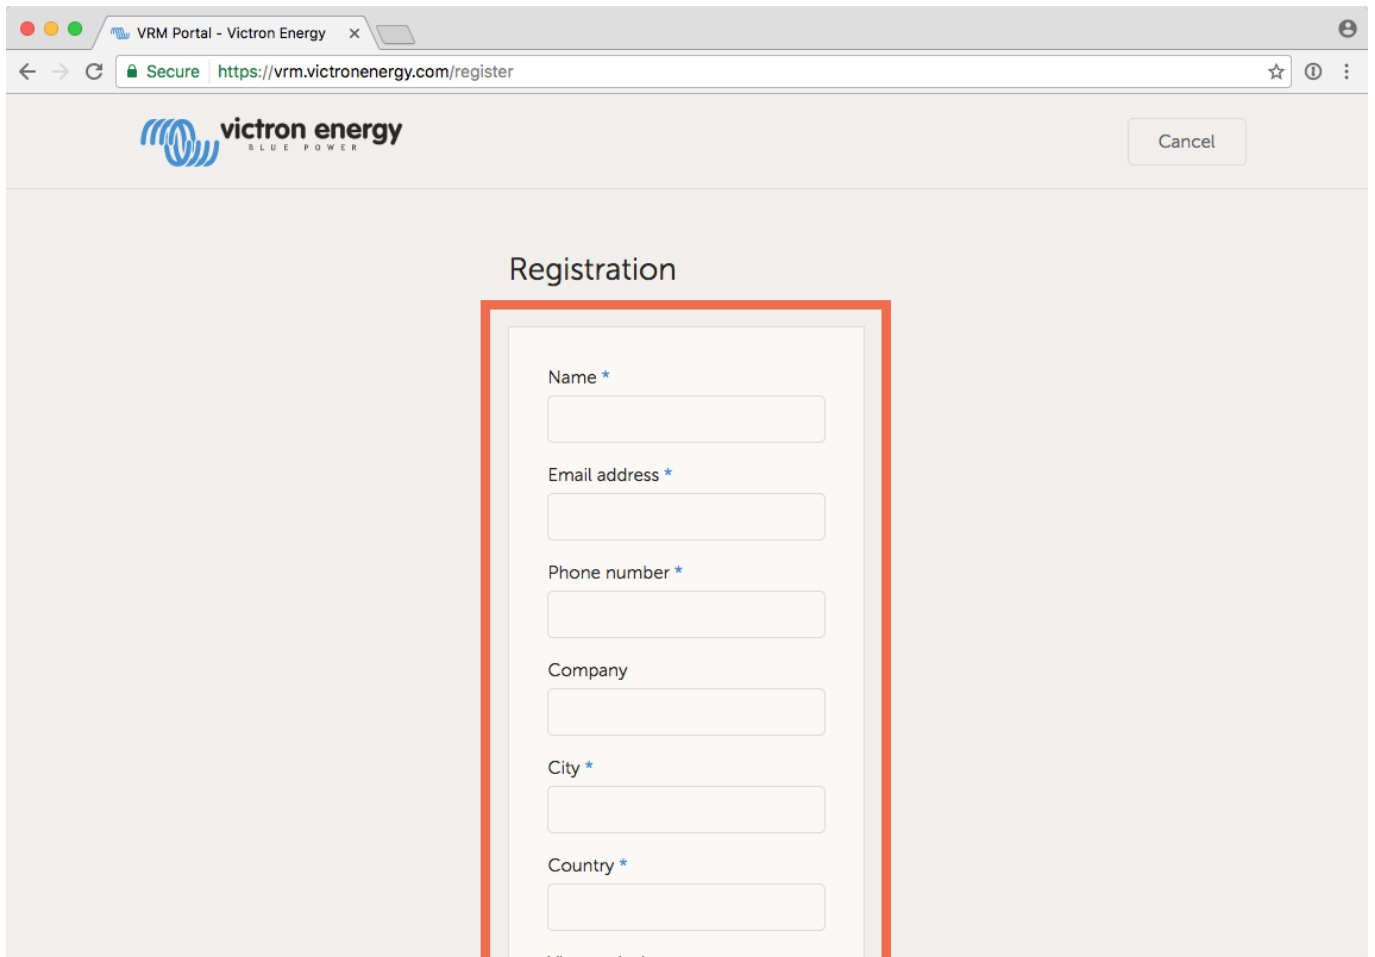 VRM Portal - Victron Energy
Secure https://vrm.victronenergy.com/register
victron energy
BLUE POWER
Cancel
Registration
Name *
Email address *
Phone number *
Company
City *
Country *